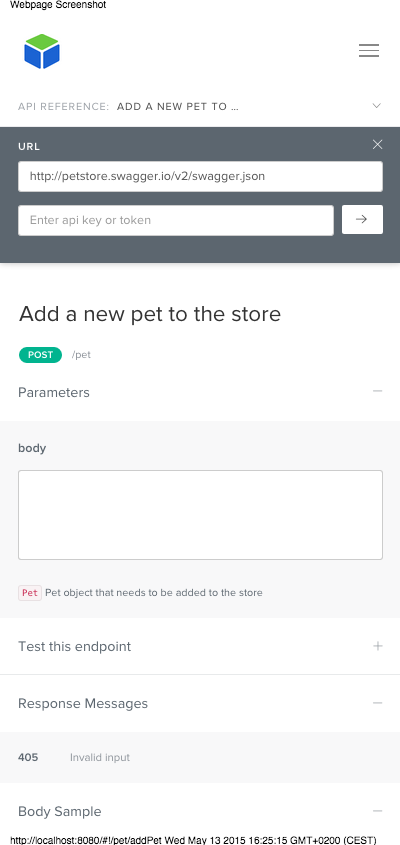 Webpage Screenshot
API REFERENCE: ADD A NEW PET TO ...
URL
http://petstore.swagger.io/v2/swagger.json
Enter api key or token
Add a new pet to the store
POST /pet
Parameters
body
Pet Pet object that needs to be added to the store
Test this endpoint
Response Messages
405 Invalid input
Body Sample
http://localhost:8080/#!/pet/addPet Wed May 13 2015 16:25:15 GMT+0200 (CEST)